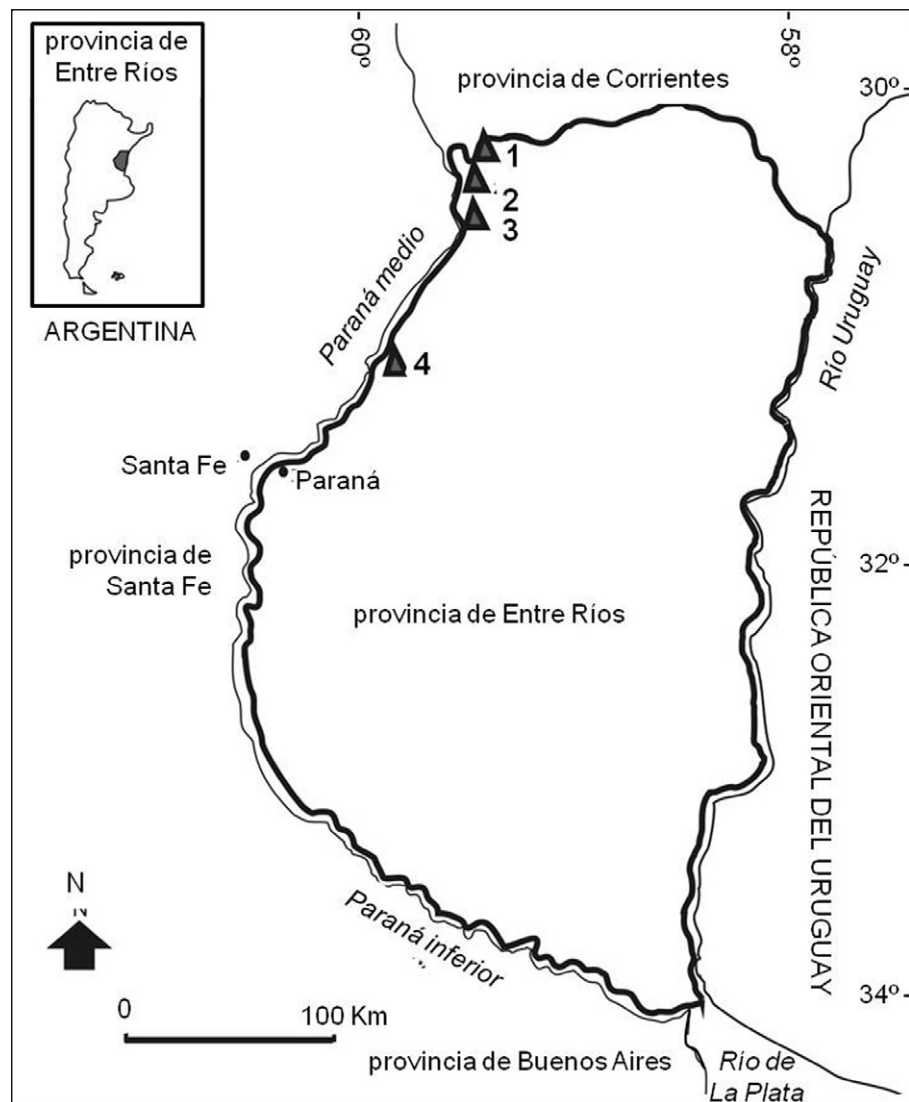 provincia de
Entre Ríos
ARGENTINA
60º
58º
30º
provincia de Corrientes
1
2
3
Paraná medio
Río Uruguay
4
Santa Fe
Paraná
provincia de
Santa Fe
32º
provincia de Entre Ríos
REPÚBLICA ORIENTAL DEL URUGUAY
N
N
Paraná inferior
34º
0
100 Km
provincia de Buenos Aires
Río de
La Plata